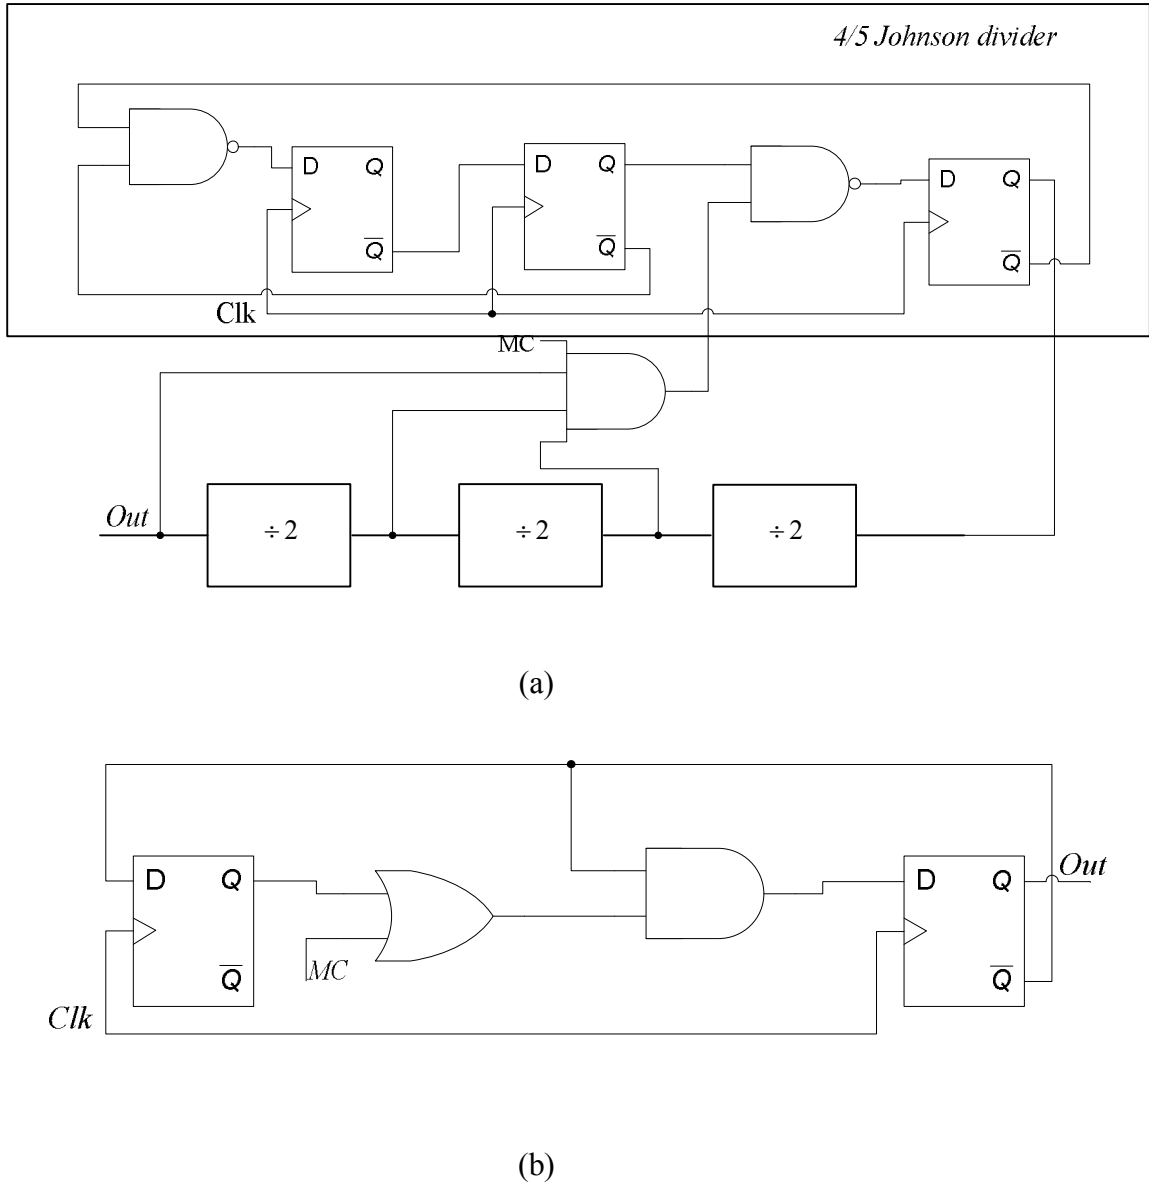 4/5 Johnson divider
D Q D Q D Q
Q̅ Q̅ Q̅
Clk
MC
Out ÷2 ÷2 ÷2
(a)
D Q D Q Out
MC
Q̅ Q̅
Clk
(b)